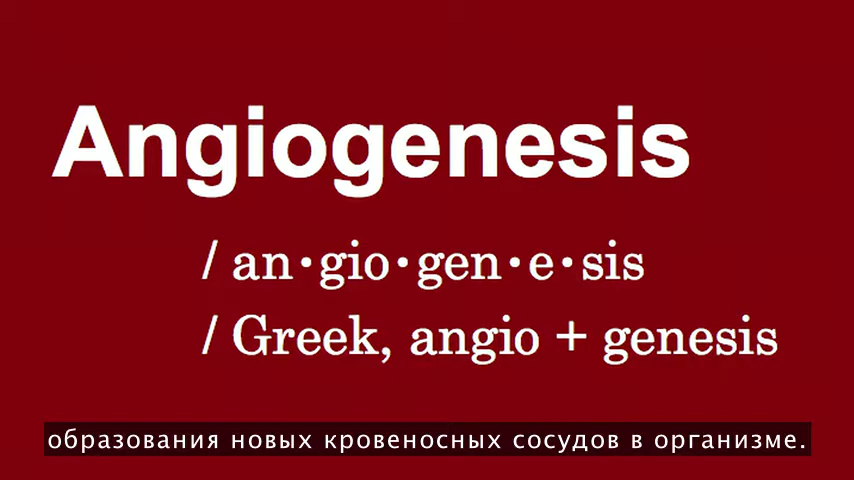 Angiogenesis
/ an•gio•gen•e•sis
/ Greek, angio + genesis
образования новых кровеносных сосудов в организме.